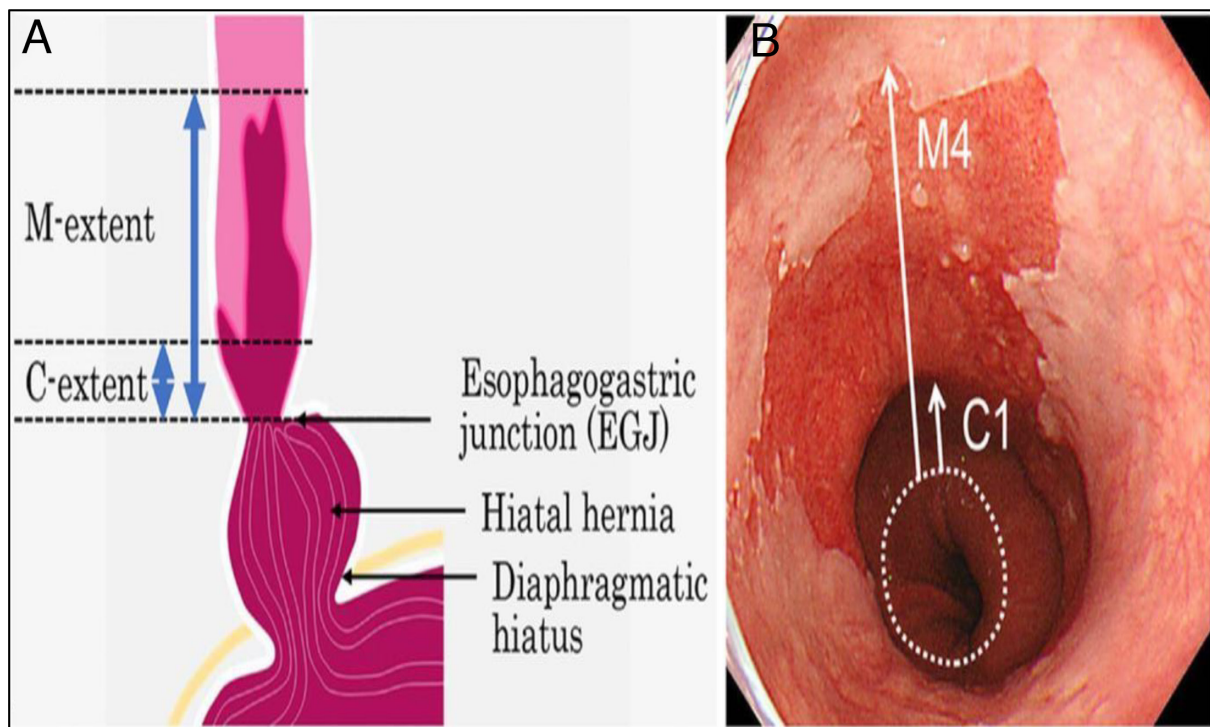 A
M-extent
C-extent
Esophagogastric
junction (EGJ)
Hiatal hernia
Diaphragmatic
hiatus
B
M4
C1